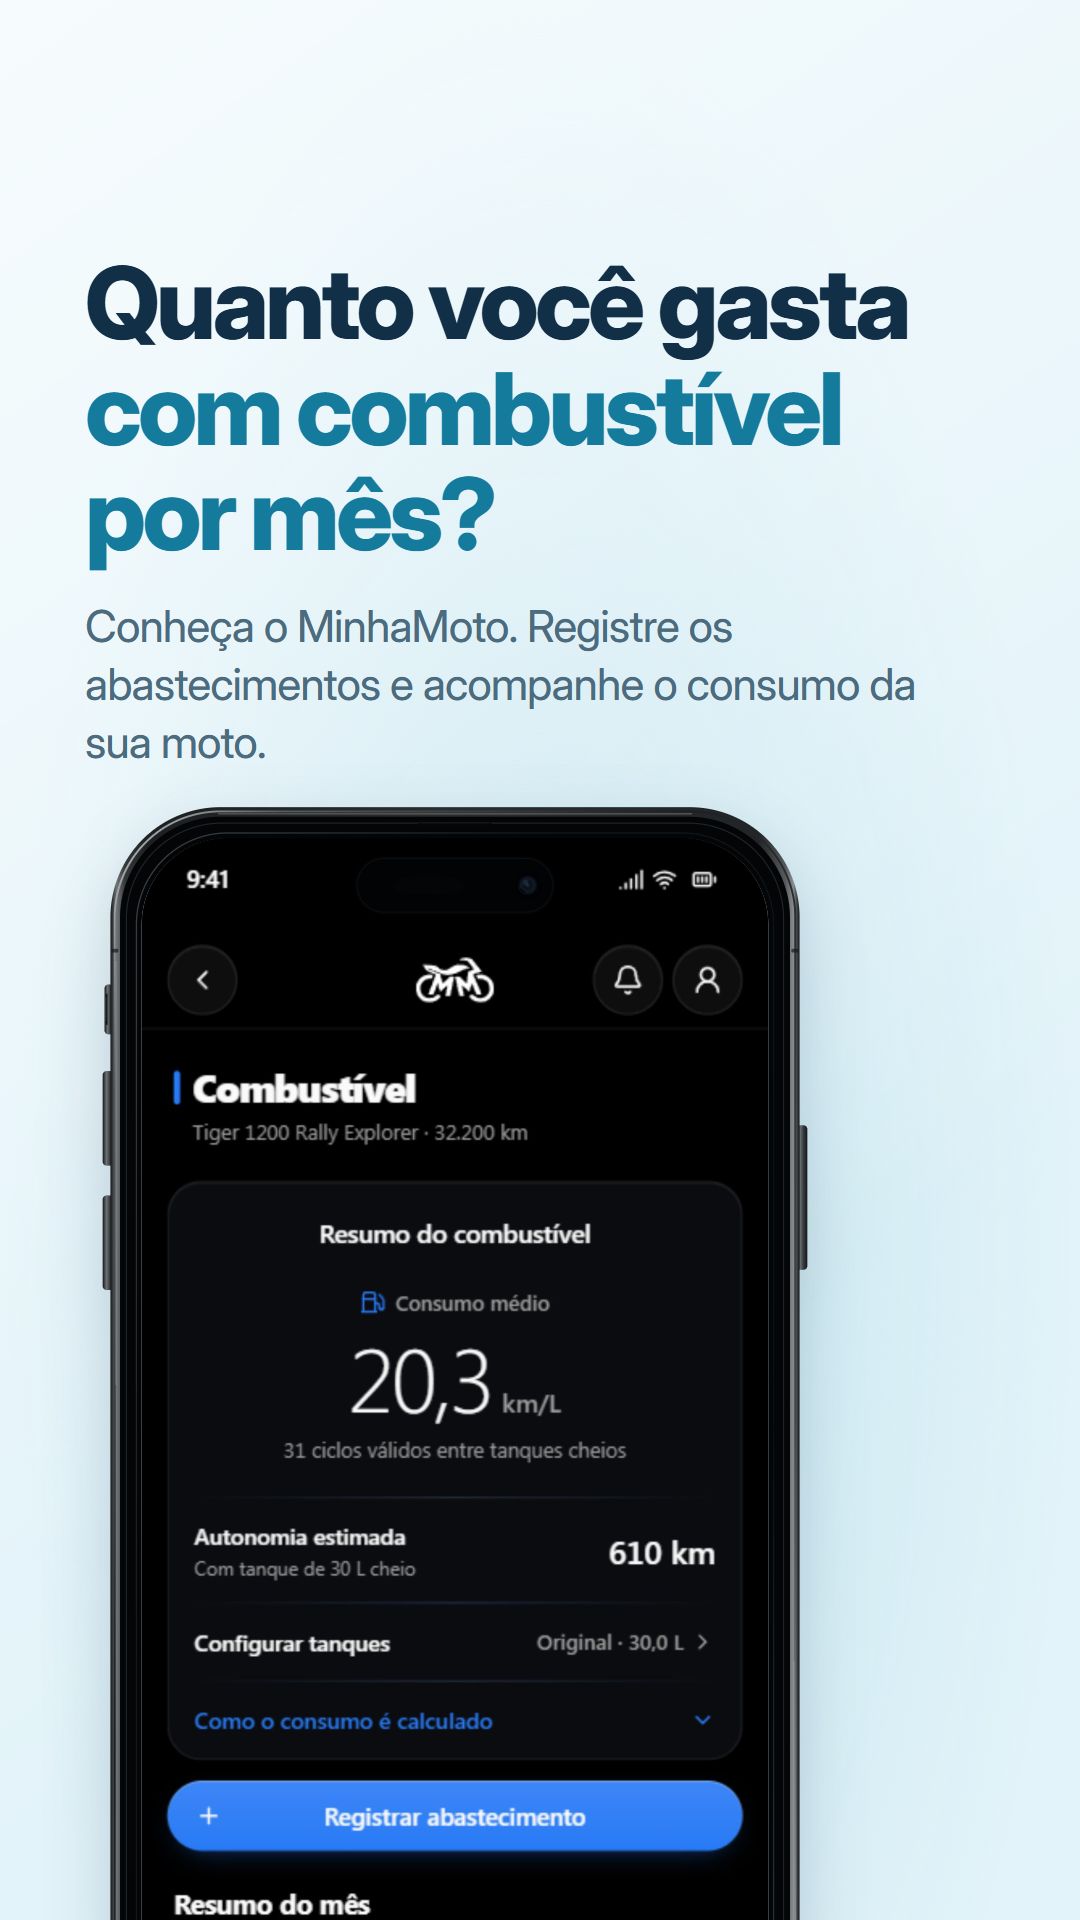 Quanto você gasta
com combustível
por mês?
Conheça o MinhaMoto. Registre os
abastecimentos e acompanhe o consumo da
sua moto.
9:41
MM
Combustível
Tiger 1200 Rally Explorer · 32.200 km
Resumo do combustível
Consumo médio
20,3 km/L
31 ciclos válidos entre tanques cheios
Autonomia estimada
610 km
Com tanque de 30 L cheio
Configurar tanques
Original · 30,0 L
Como o consumo é calculado
+ Registrar abastecimento
Resumo do mês